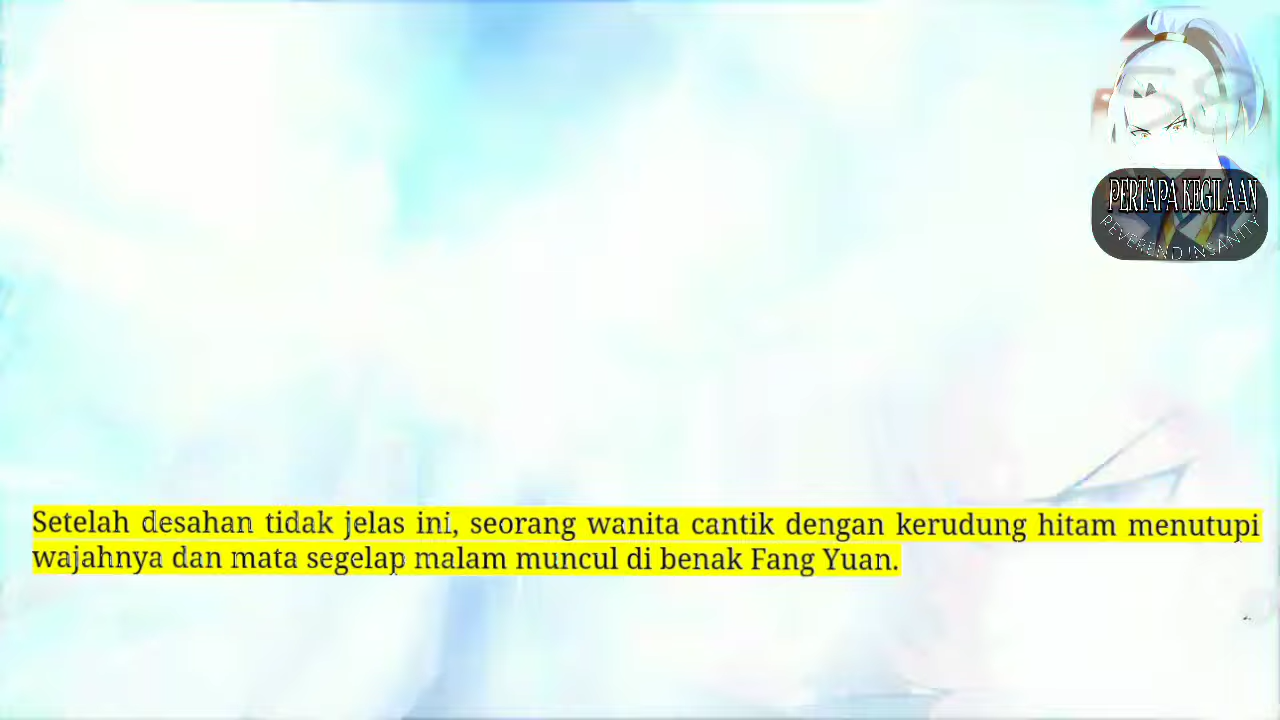 58
PERTAPA KEGILAAN
REVEREND INSANITY
Setelah desahan tidak jelas ini, seorang wanita cantik dengan kerudung hitam menutupi
wajahnya dan mata segelap malam muncul di benak Fang Yuan.